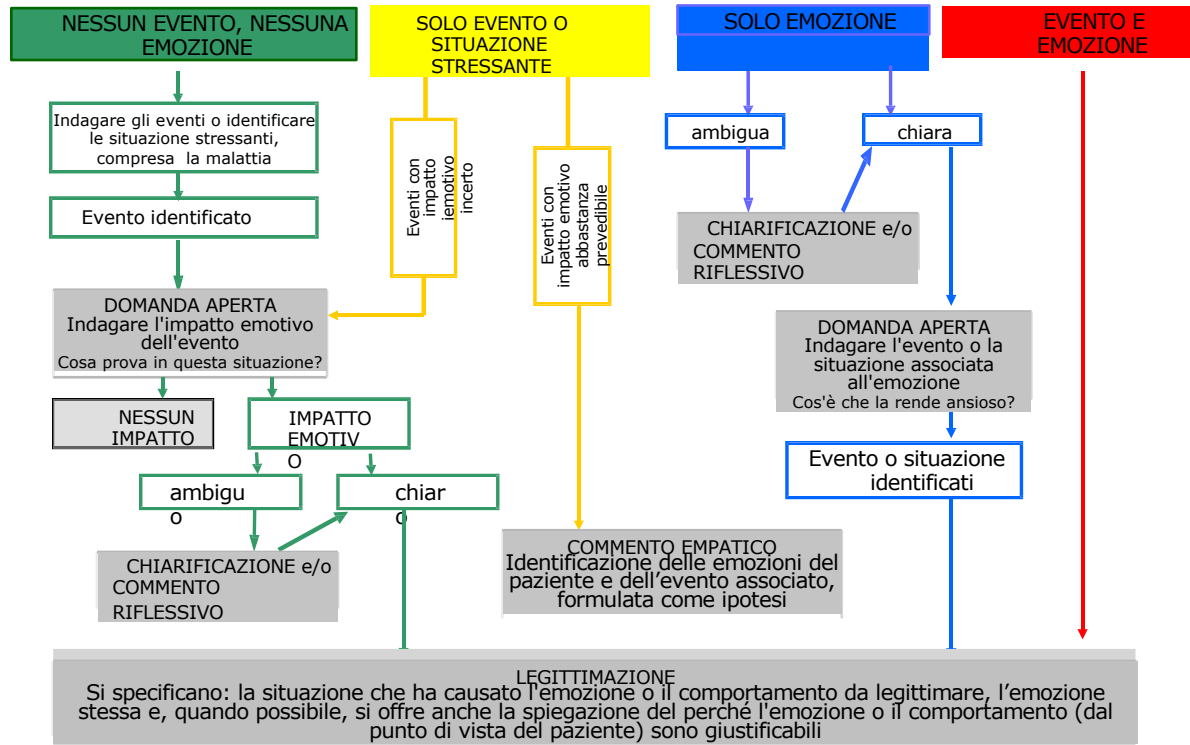 NESSUN EVENTO, NESSUNA
EMOZIONE
SOLO EVENTO O
SITUAZIONE
STRESSANTE
SOLO EMOZIONE
EVENTO E
EMOZIONE
Indagare gli eventi o identificare
le situazione stressanti,
compresa la malattia
Evento identificato
Eventi con
impatto
iemotivo
incerto
Eventi con
impatto emotivo
abbastanza
prevedibile
ambigua
chiara
CHIARIFICAZIONE e/o
COMMENTO
RIFLESSIVO
DOMANDA APERTA
Indagare l'impatto emotivo
dell'evento
Cosa prova in questa situazione?
DOMANDA APERTA
Indagare l'evento o la
situazione associata
all'emozione
Cos'è che la rende ansioso?
NESSUN
IMPATTO
IMPATTO
EMOTIV
O
Evento o situazione
identificati
ambigu
o
chiar
o
CHIARIFICAZIONE e/o
COMMENTO
RIFLESSIVO
COMMENTO EMPATICO
Identificazione delle emozioni del
paziente e dell’evento associato,
formulata come ipotesi
LEGITTIMAZIONE
Si specificano: la situazione che ha causato l'emozione o il comportamento da legittimare, l’emozione
stessa e, quando possibile, si offre anche la spiegazione del perché l'emozione o il comportamento (dal
punto di vista del paziente) sono giustificabili